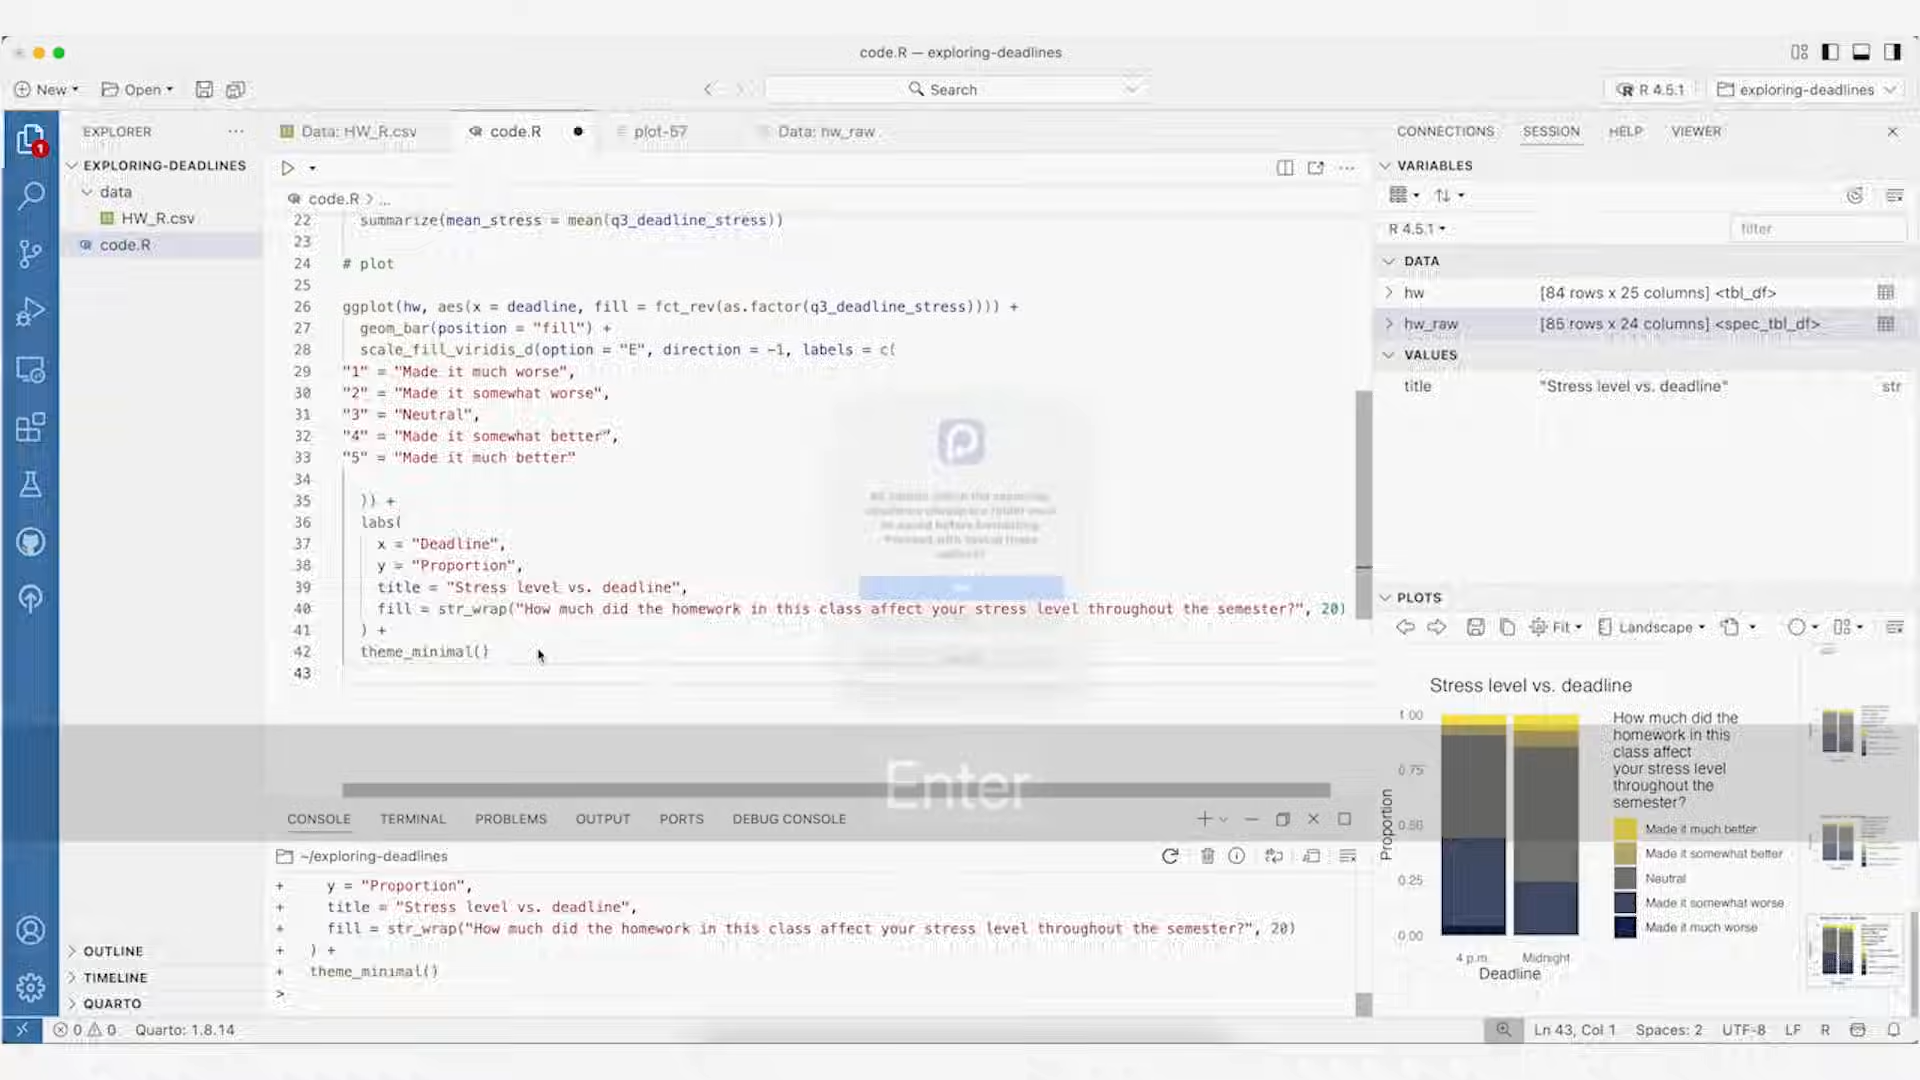 code.R — exploring-deadlines
New
Open
Search
R 4.5.1
exploring-deadlines
EXPLORER
EXPLORING-DEADLINES
data
HW_R.csv
code.R
OUTLINE
TIMELINE
QUARTO
1
Data: HW_R.csv
code.R
plot-57
Data: hw_raw
code.R > ...
22 summarize(mean_stress = mean(q3_deadline_stress))
23
24 # plot
25
26 ggplot(hw, aes(x = deadline, fill = fct_rev(as.factor(q3_deadline_stress)))) +
27 geom_bar(position = "fill") +
28 scale_fill_viridis_d(option = "E", direction = -1, labels = c(
29 "1" = "Made it much worse",
30 "2" = "Made it somewhat worse",
31 "3" = "Neutral",
32 "4" = "Made it somewhat better",
33 "5" = "Made it much better"
34
35 )) +
36 labs(
37 x = "Deadline",
38 y = "Proportion",
39 title = "Stress level vs. deadline",
40 fill = str_wrap("How much did the homework in this class affect your stress level throughout the semester?", 20)
41 ) +
42 theme_minimal()
43
Enter
CONSOLE
TERMINAL
PROBLEMS
OUTPUT
PORTS
DEBUG CONSOLE
~/exploring-deadlines
+ y = "Proportion",
+ title = "Stress level vs. deadline",
+ fill = str_wrap("How much did the homework in this class affect your stress level throughout the semester?", 20)
+ ) +
+ theme_minimal()
>
CONNECTIONS
SESSION
HELP
VIEWER
VARIABLES
R 4.5.1
filter
DATA
hw [84 rows x 25 columns] <tbl_df>
hw_raw [85 rows x 24 columns] <spec_tbl_df>
VALUES
title "Stress level vs. deadline" str
PLOTS
Fit
Landscape
Stress level vs. deadline
1.00
0.75
0.50
0.25
0.00
Proportion
4 p.m.
Midnight
Deadline
How much did the
homework in this
class affect
your stress level
throughout the
semester?
Made it much better
Made it somewhat better
Neutral
Made it somewhat worse
Made it much worse
0
0
Quarto: 1.8.14
Ln 43, Col 1
Spaces: 2
UTF-8
LF
R